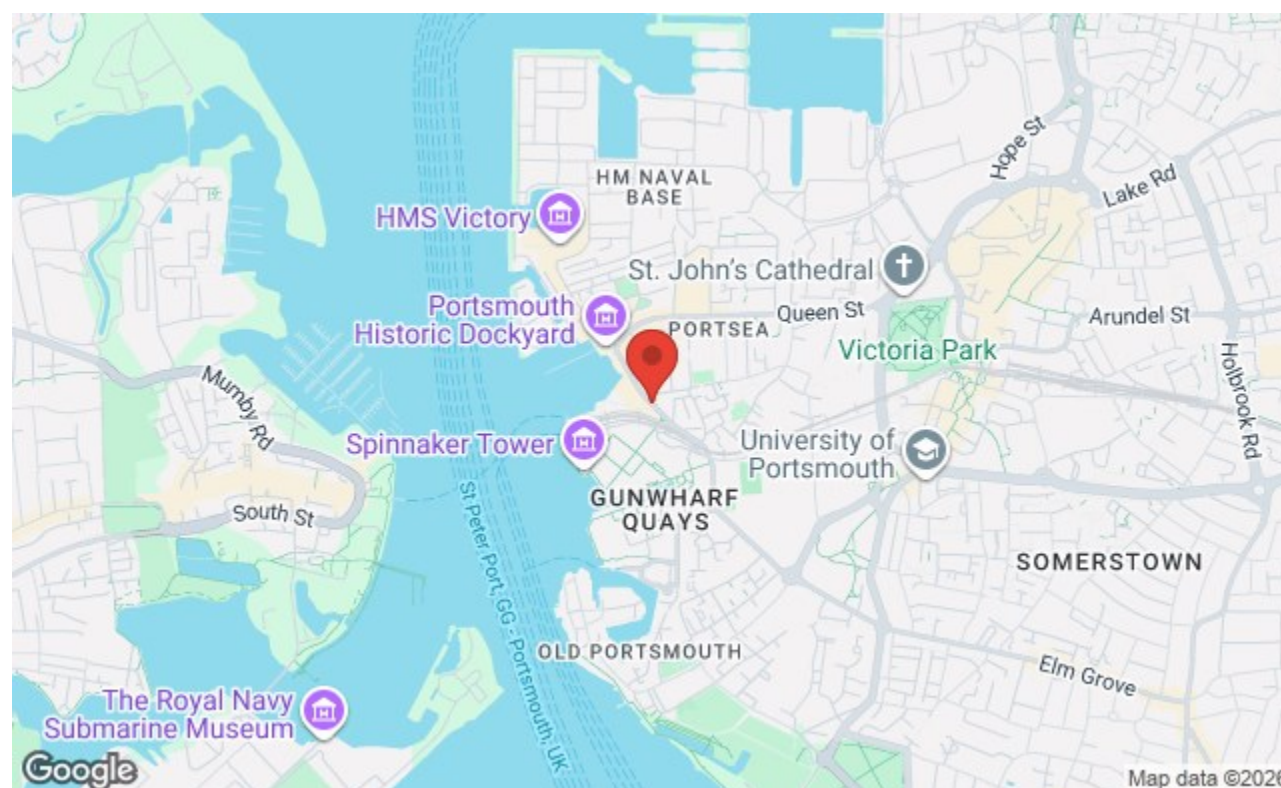 HM NAVAL
BASE
Hope St
Lake Rd
HMS Victory
St. John's Cathedral
Portsmouth
Historic Dockyard
Queen St
PORTSEA
Arundel St
Victoria Park
Holbrook Rd
Mumby Rd
Spinnaker Tower
University of
Portsmouth
GUNWHARF
QUAYS
South St
St Peter Port, GG - Portsmouth, UK
SOMERSTOWN
OLD PORTSMOUTH
Elm Grove
The Royal Navy
Submarine Museum
Google
Map data ©2026